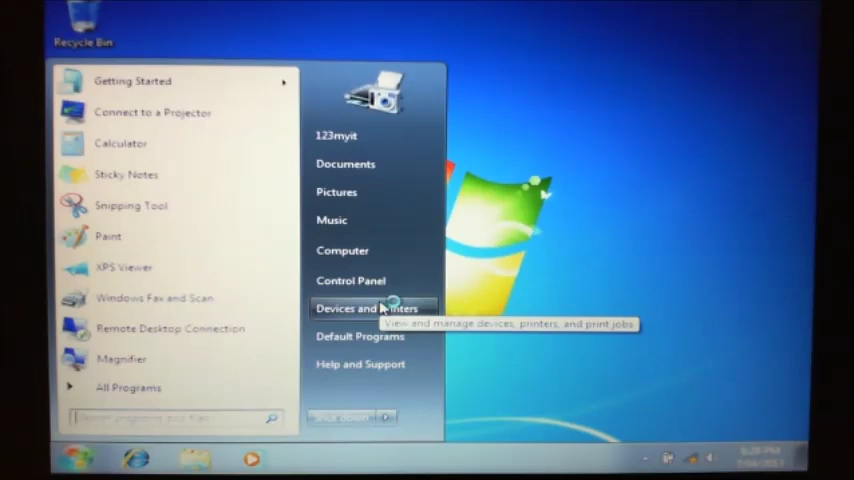 Recycle Bin
Getting Started
Connect to a Projector
Calculator
Sticky Notes
Snipping Tool
Paint
XPS Viewer
Windows Fax and Scan
Remote Desktop Connection
Magnifier
All Programs
Search programs and files
123myit
Documents
Pictures
Music
Computer
Control Panel
Devices and Printers
View and manage devices, printers, and print jobs
Default Programs
Help and Support
Shut down